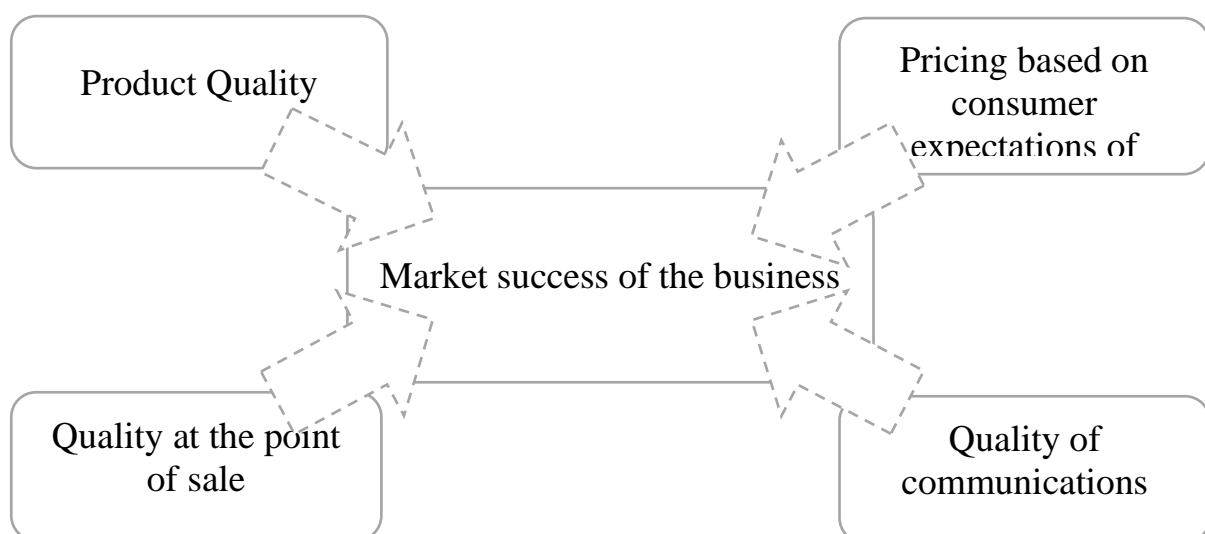 Product Quality
Pricing based on
consumer
expectations of
Market success of the business
Quality at the point
of sale
Quality of
communications